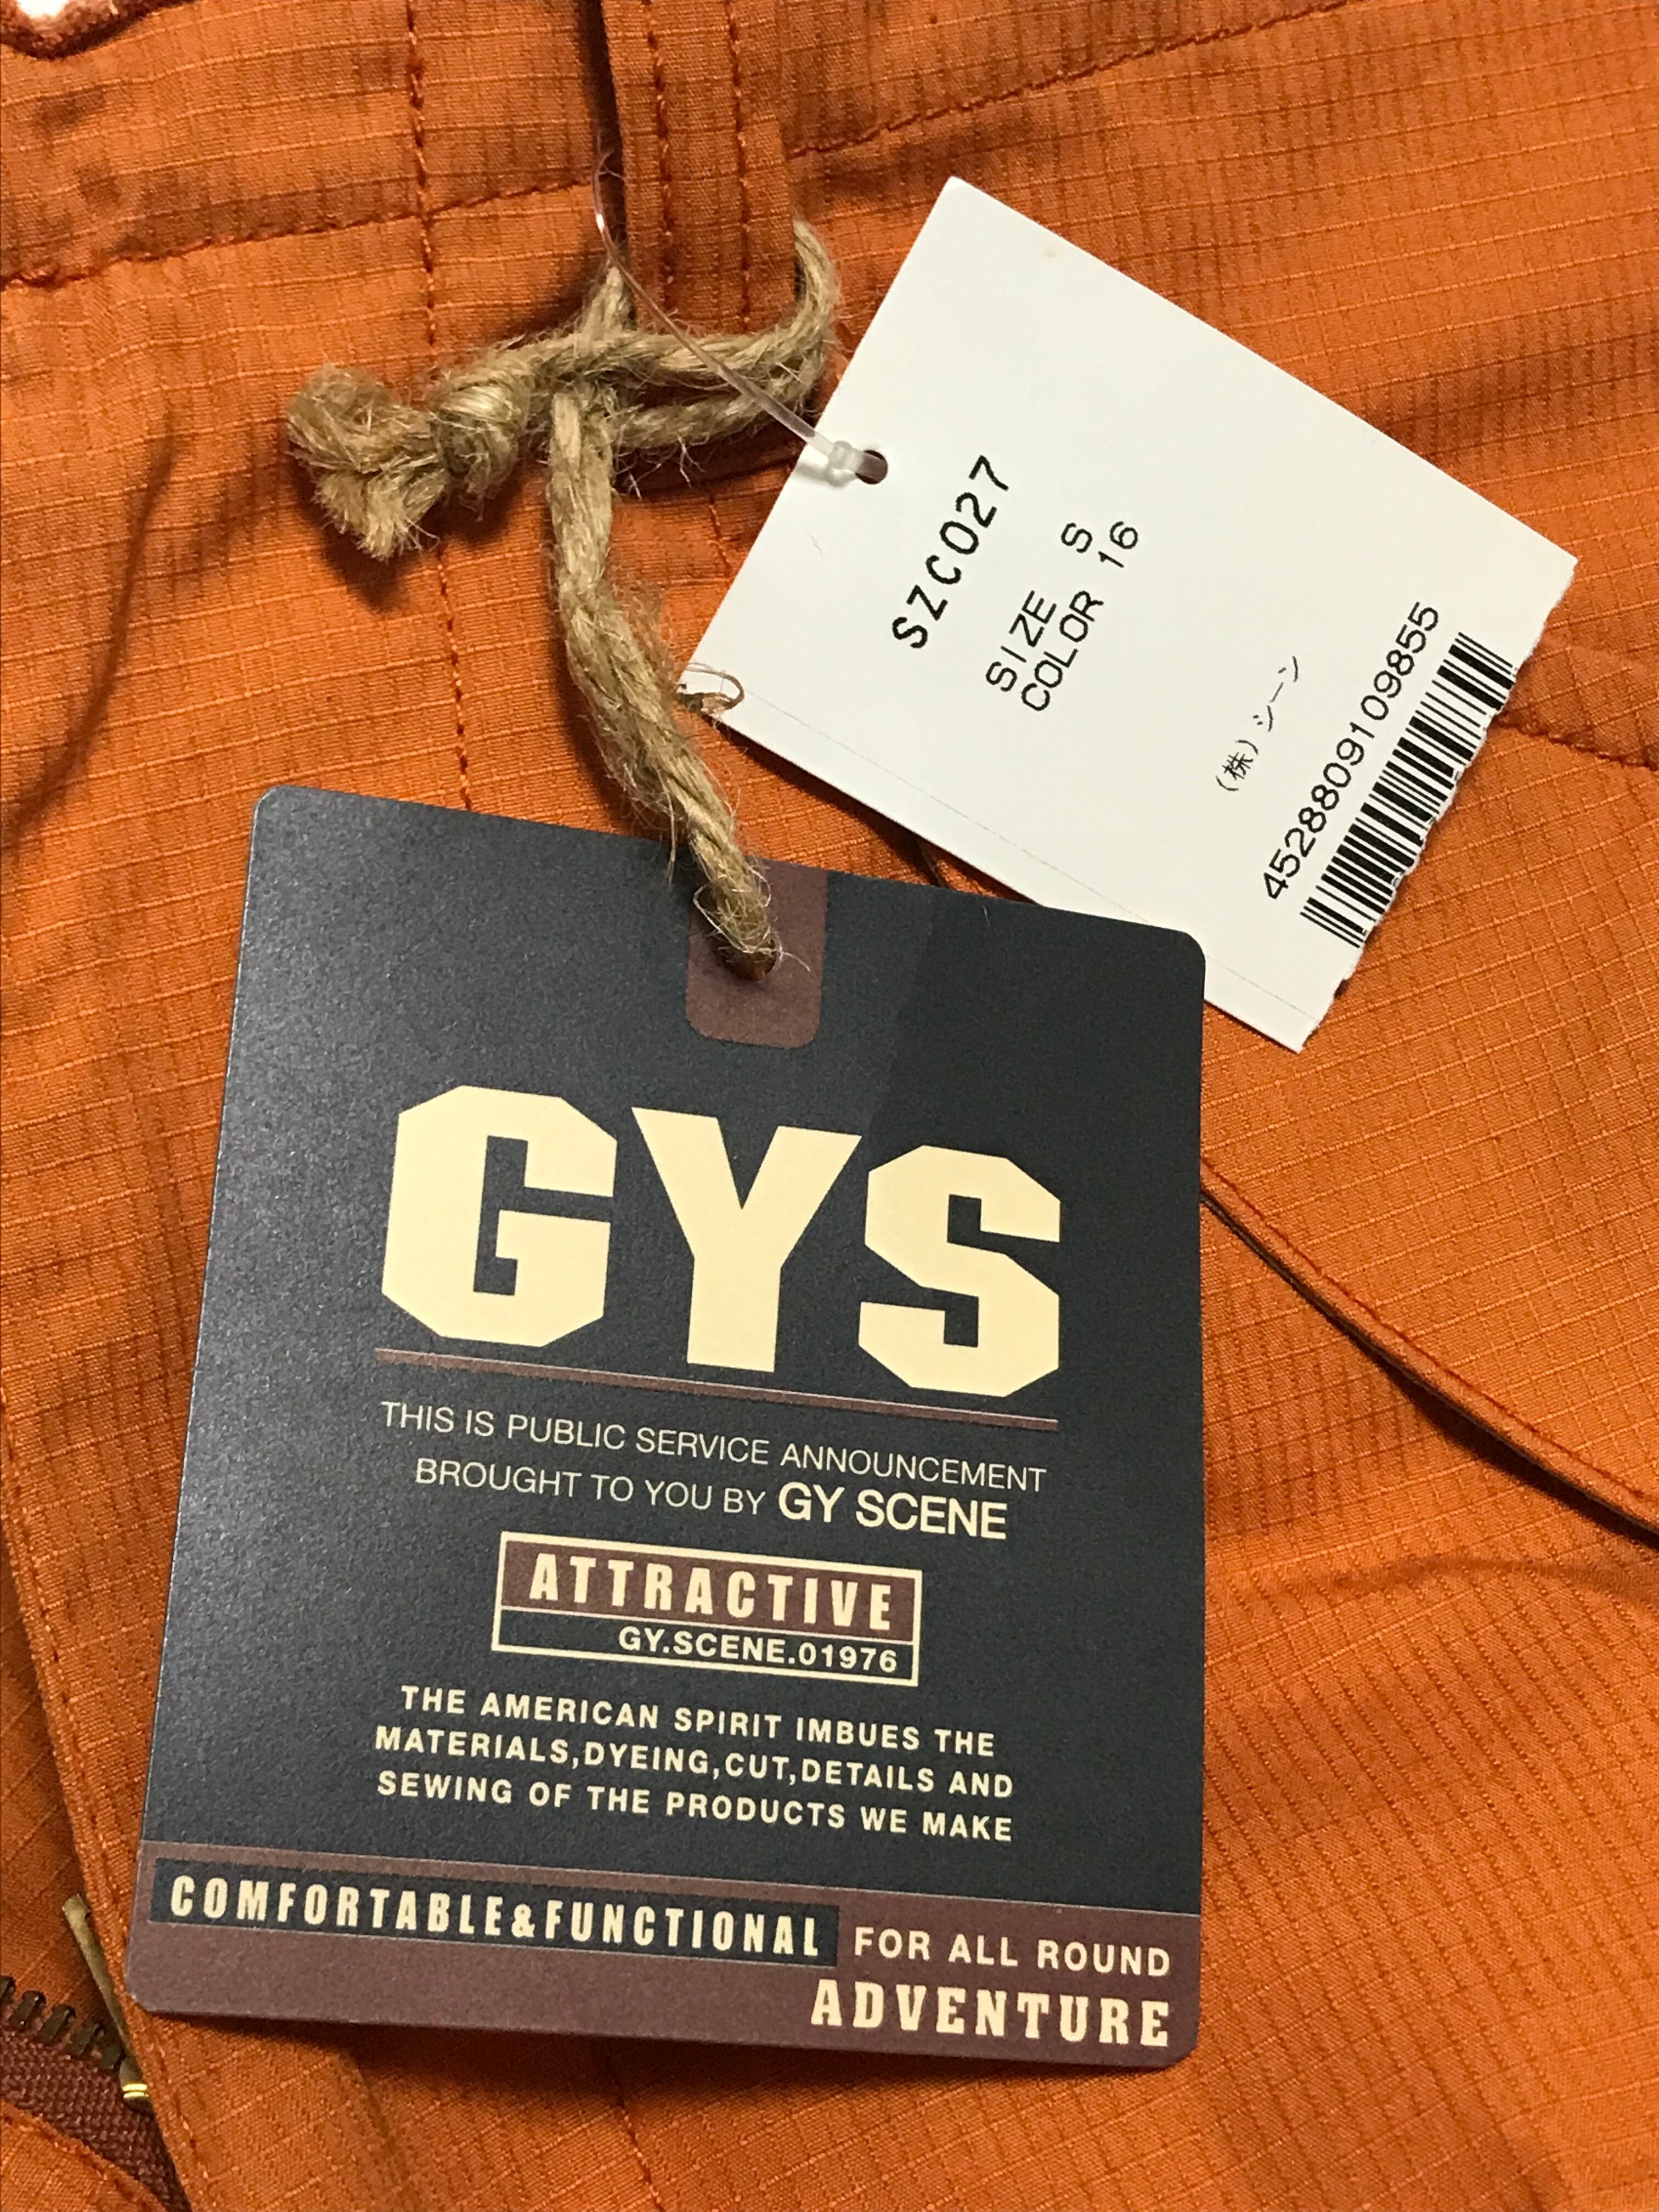 SZC027
SIZE S
COLOR 16
(株)シーン
4528809109855
GYS
THIS IS PUBLIC SERVICE ANNOUNCEMENT
BROUGHT TO YOU BY GY SCENE
ATTRACTIVE
GY.SCENE.01976
THE AMERICAN SPIRIT IMBUES THE
MATERIALS,DYEING,CUT,DETAILS AND
SEWING OF THE PRODUCTS WE MAKE
COMFORTABLE&FUNCTIONAL FOR ALL ROUND
ADVENTURE